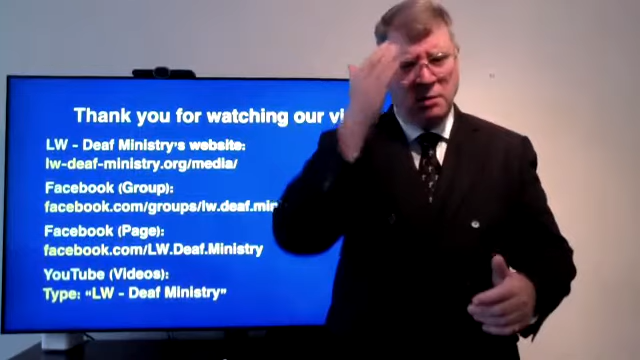 Thank you for watching our
LW - Deaf Ministry's website:
lw-deaf-ministry.org/media/
Facebook (Group):
facebook.com/groups/lw.deaf.min
Facebook (Page):
facebook.com/LW.Deaf.Ministry
YouTube (Videos):
Type: “LW - Deaf Ministry”